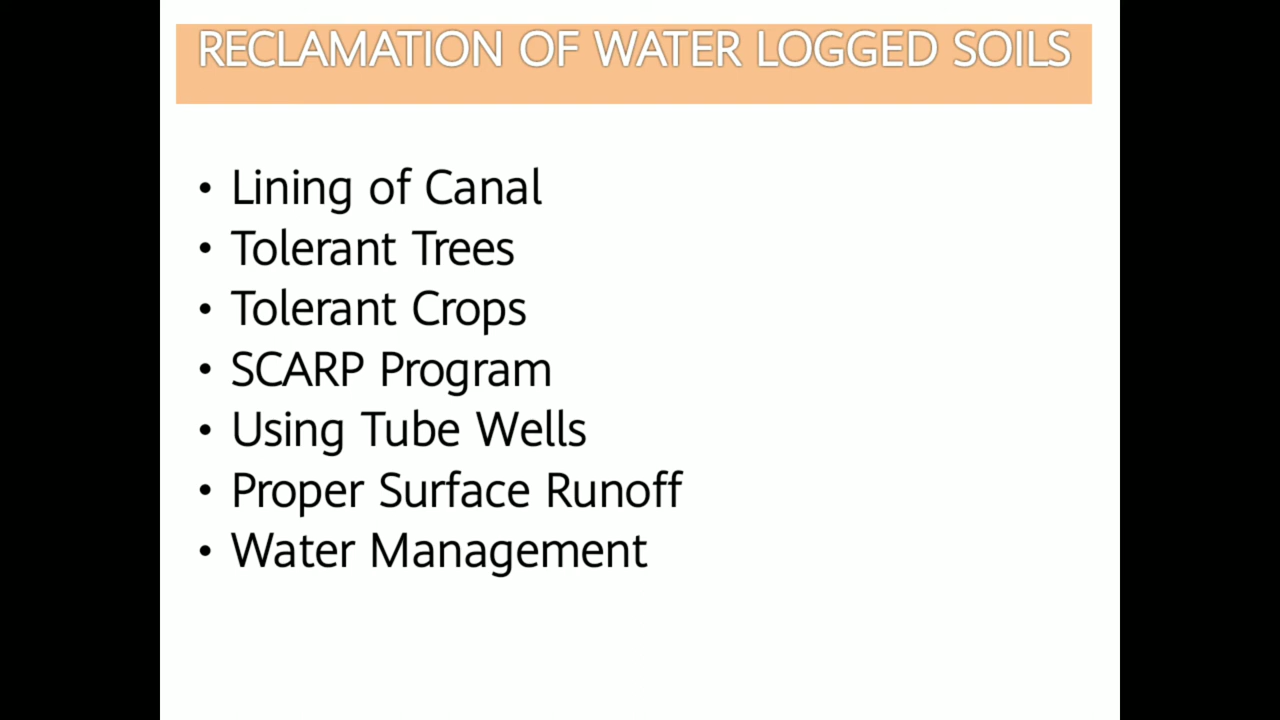 RECLAMATION OF WATER LOGGED SOILS
• Lining of Canal
• Tolerant Trees
• Tolerant Crops
• SCARP Program
• Using Tube Wells
• Proper Surface Runoff
• Water Management